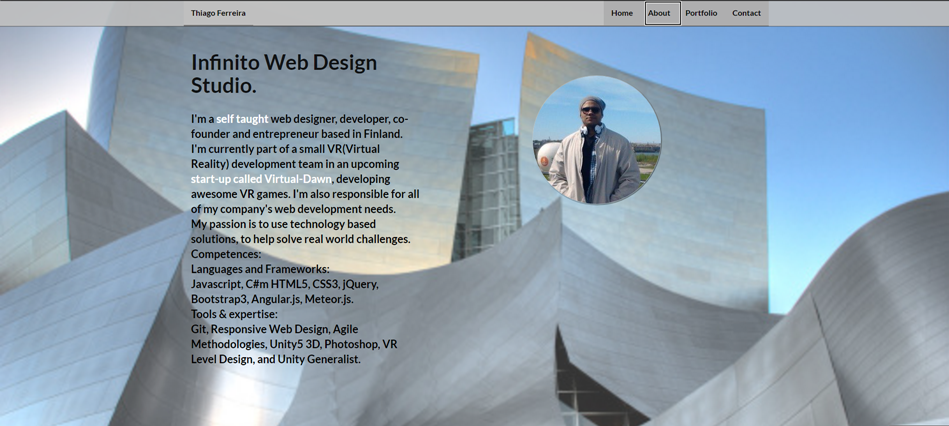 Thiago Ferreira
Home About Portfolio Contact
Infinito Web Design
Studio.
I'm a self taught web designer, developer, co-
founder and entrepreneur based in Finland.
I'm currently part of a small VR(Virtual
Reality) development team in an upcoming
start-up called Virtual-Dawn, developing
awesome VR games. I'm also responsible for all
of my company's web development needs.
My passion is to use technology based
solutions, to help solve real world challenges.
Competences:
Languages and Frameworks:
Javascript, C#m HTML5, CSS3, jQuery,
Bootstrap3, Angular.js, Meteor.js.
Tools & expertise:
Git, Responsive Web Design, Agile
Methodologies, Unity5 3D, Photoshop, VR
Level Design, and Unity Generalist.